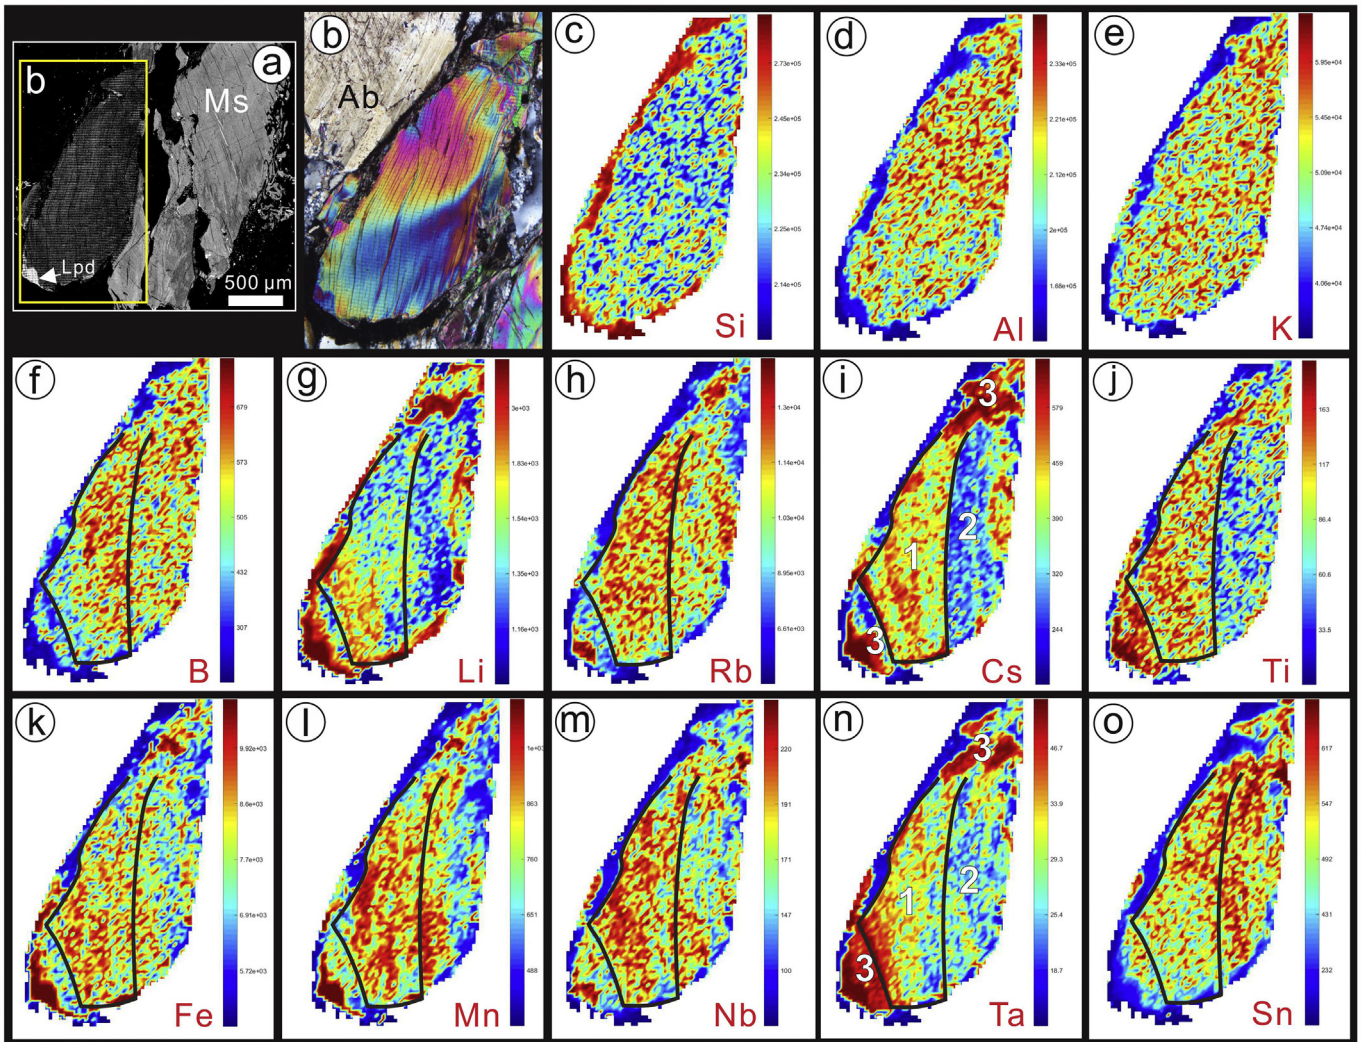 a
b
Ms
Lpd
500 μm
b
Ab
c
2.73e+05
2.45e+05
2.34e+05
2.25e+05
2.14e+05
Si
d
2.33e+05
2.21e+05
2.12e+05
2e+05
1.68e+05
Al
e
5.95e+04
5.45e+04
5.09e+04
4.74e+04
4.06e+04
K
f
679
573
505
432
307
B
g
3e+03
1.83e+03
1.54e+03
1.35e+03
1.16e+03
Li
h
1.3e+04
1.14e+04
1.03e+04
8.95e+03
6.61e+03
Rb
i
3
1
2
3
579
459
390
320
244
Cs
j
163
117
86.4
60.6
33.5
Ti
k
9.92e+03
8.6e+03
7.7e+03
6.91e+03
5.72e+03
Fe
l
1e+03
863
760
651
488
Mn
m
220
191
171
147
100
Nb
n
3
1
2
3
46.7
33.9
29.3
25.4
18.7
Ta
o
617
547
492
431
232
Sn